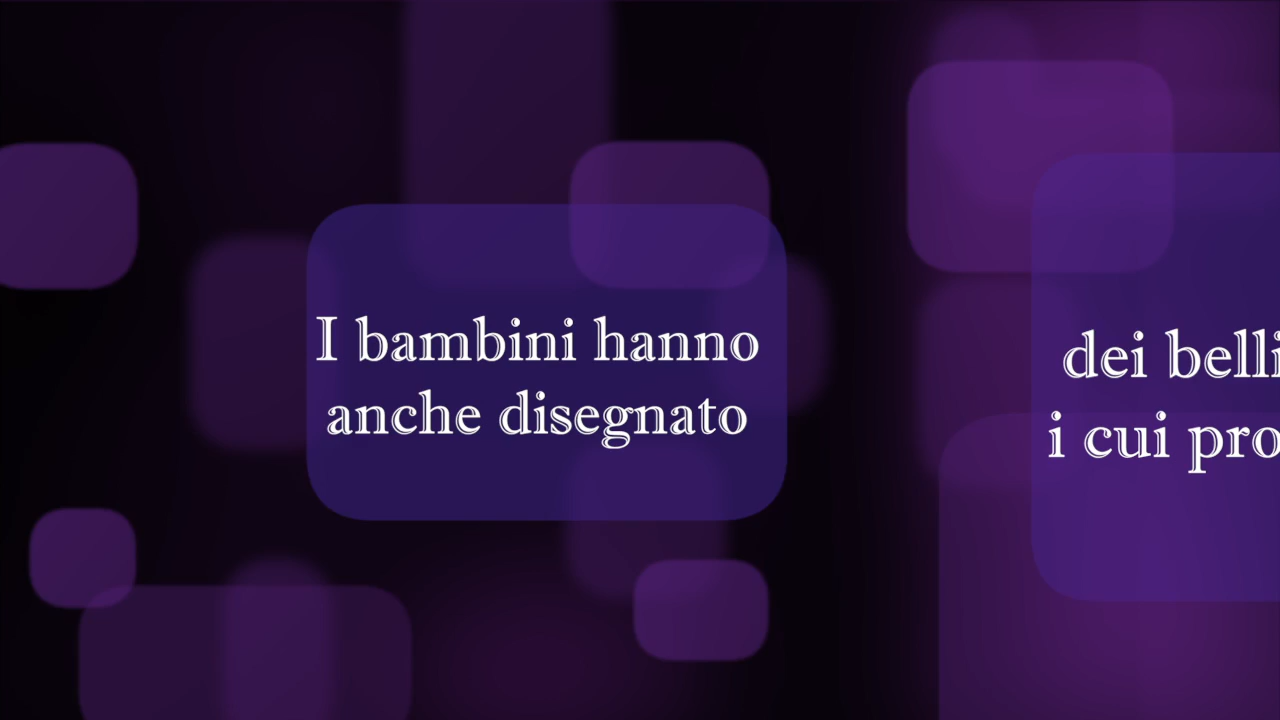 I bambini hanno
anche disegnato
dei belli
i cui pro